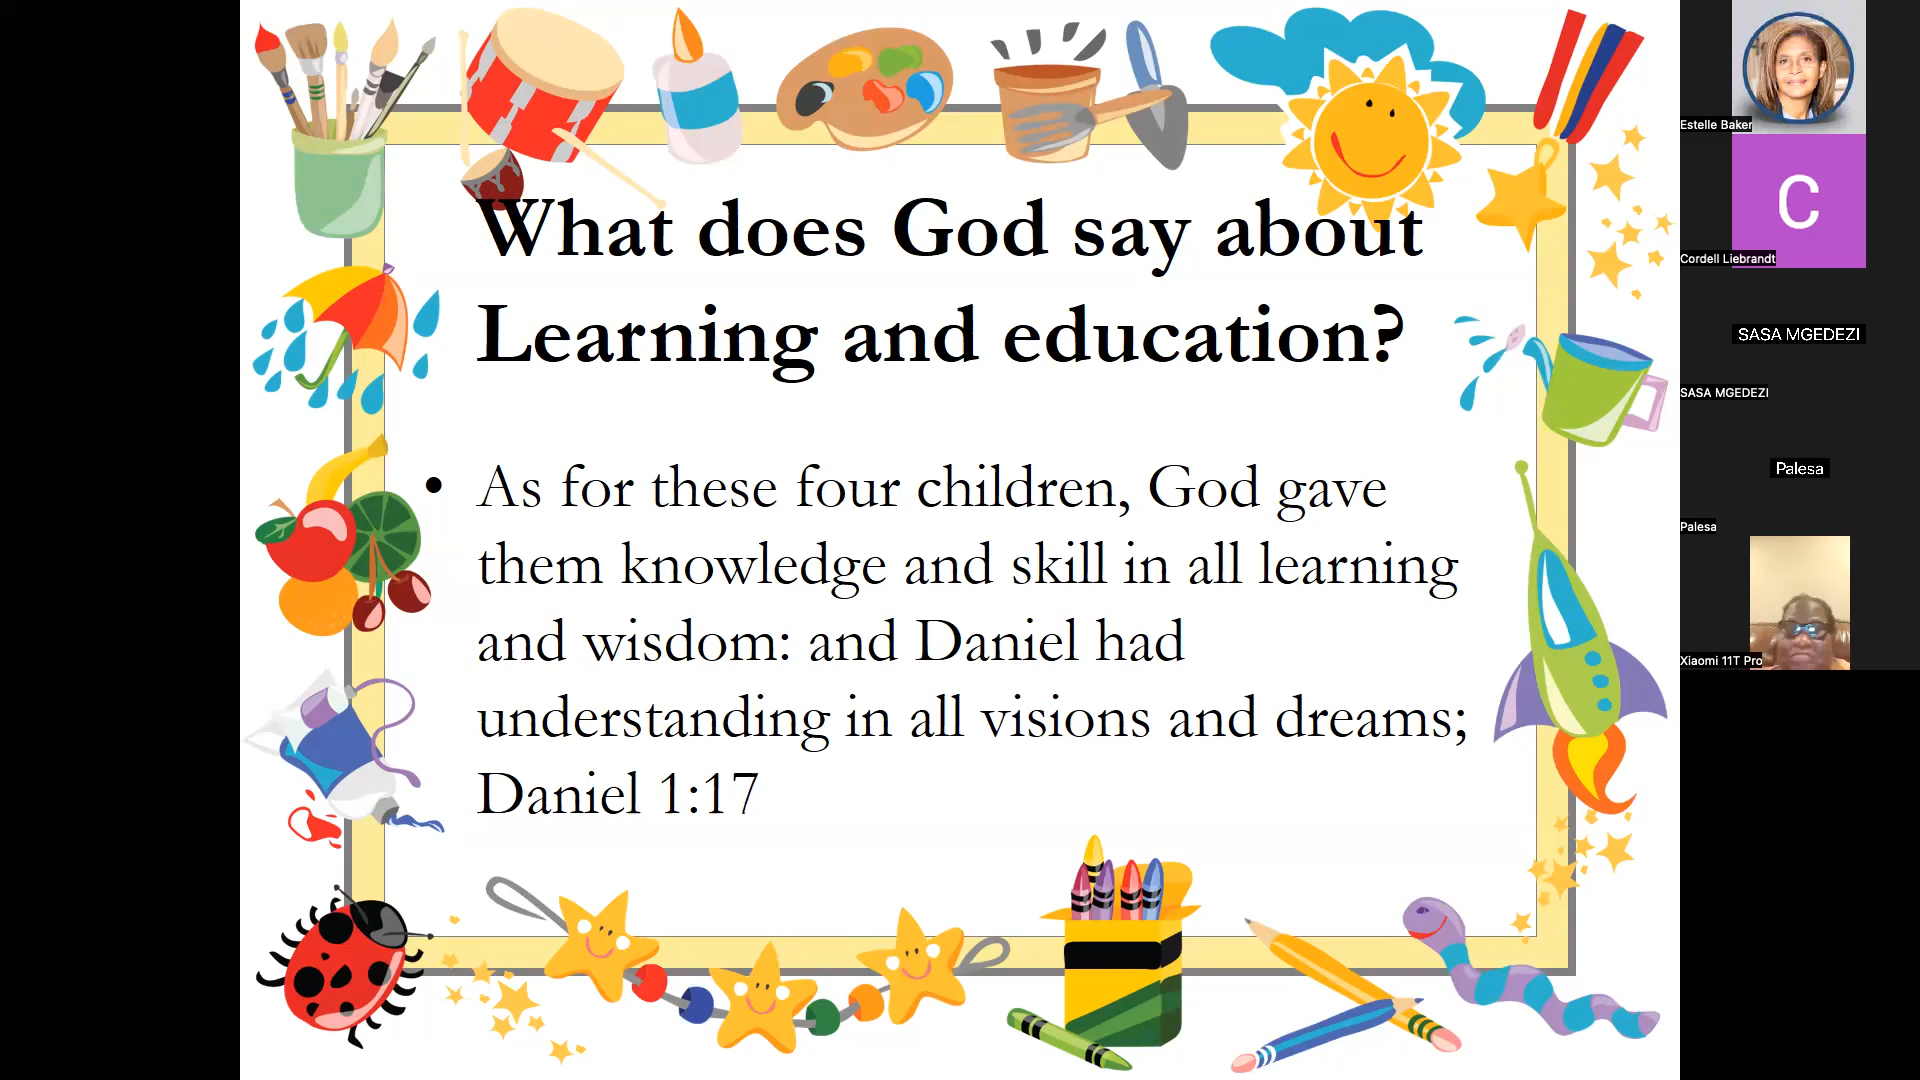 What does God say about
Learning and education?
• As for these four children, God gave
them knowledge and skill in all learning
and wisdom: and Daniel had
understanding in all visions and dreams;
Daniel 1:17
Estelle Baker
C
Cordell Liebrandt
SASA MGEDEZI
SASA MGEDEZI
Palesa
Palesa
Xiaomi 11T Pro